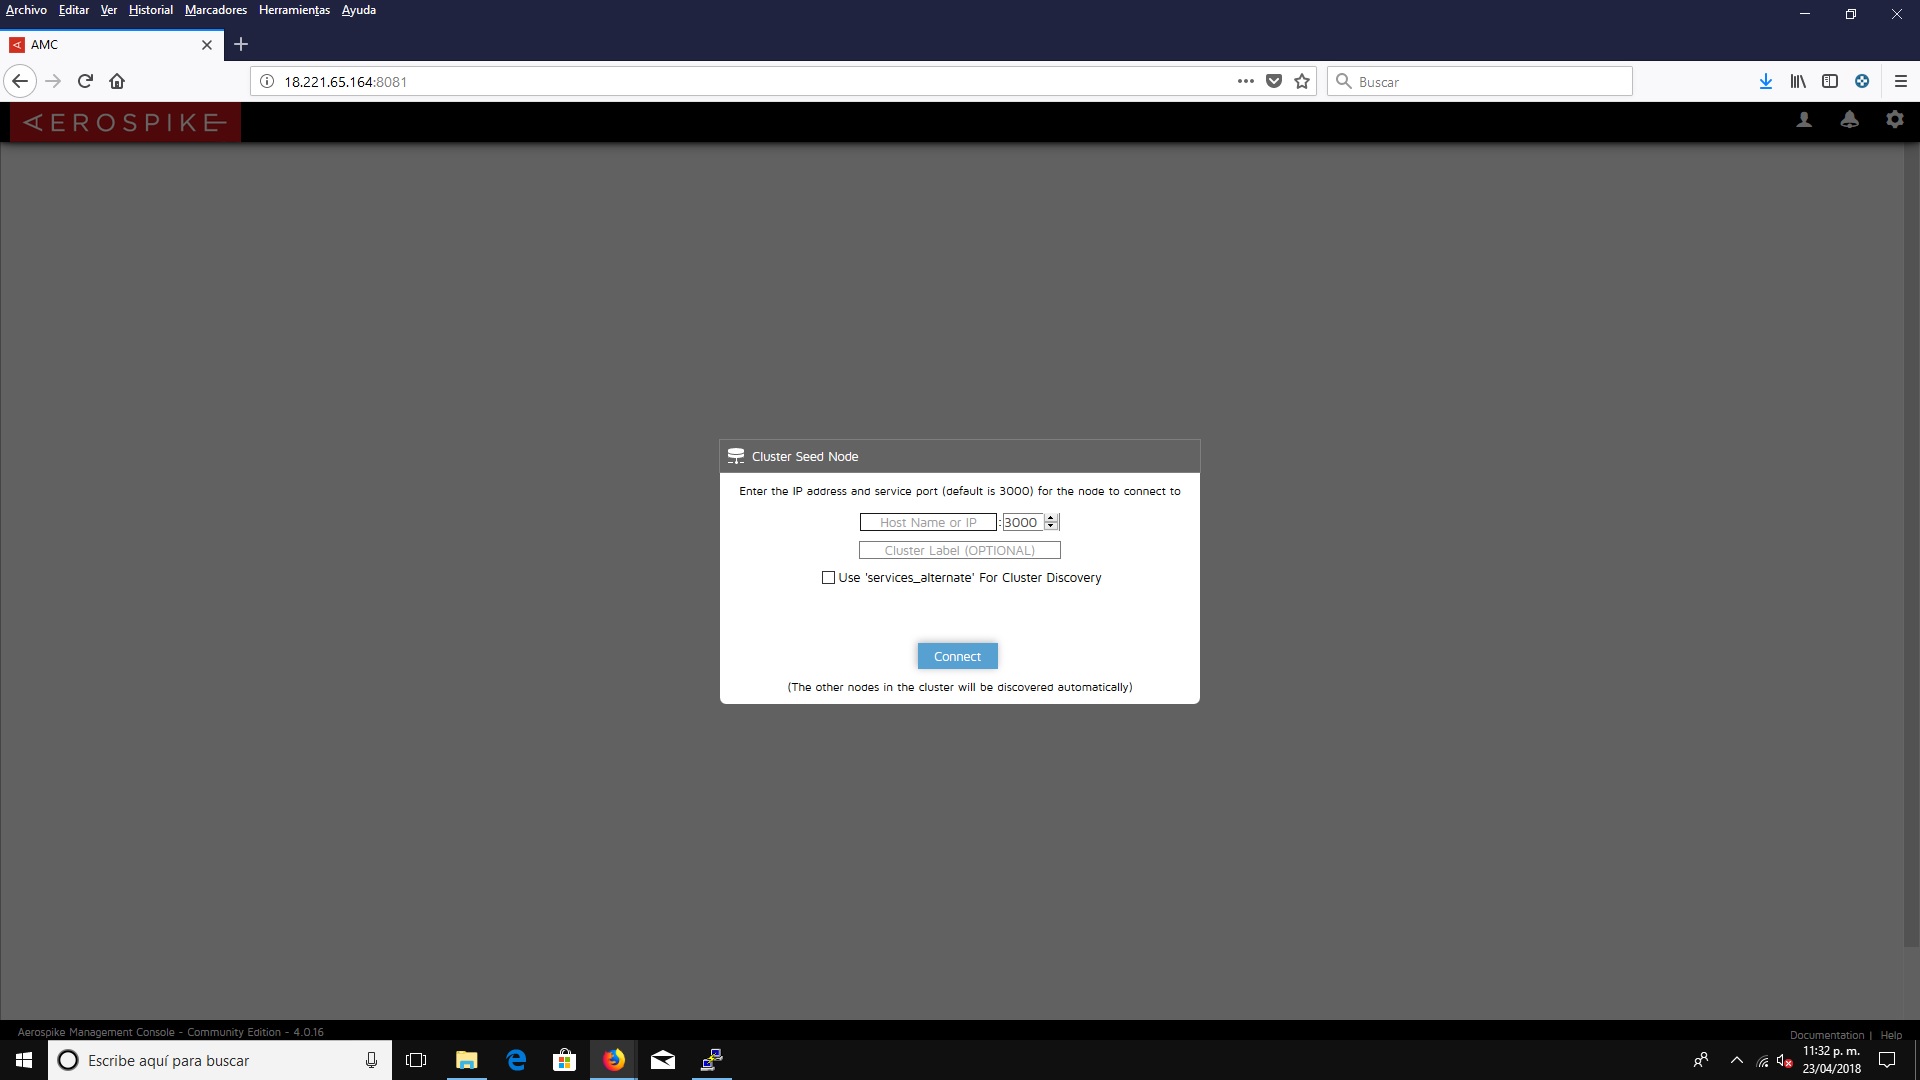 Archivo Editar Ver Historial Marcadores Herramientas Ayuda
AMC
18.221.65.164:8081
Buscar
AEROSPIKE
Cluster Seed Node
Enter the IP address and service port (default is 3000) for the node to connect to
Host Name or IP : 3000
Cluster Label (OPTIONAL)
Use 'services_alternate' For Cluster Discovery
Connect
(The other nodes in the cluster will be discovered automatically)
Aerospike Management Console - Community Edition - 4.0.16
Documentation | Help
Escribe aquí para buscar
11:32 p. m.
23/04/2018